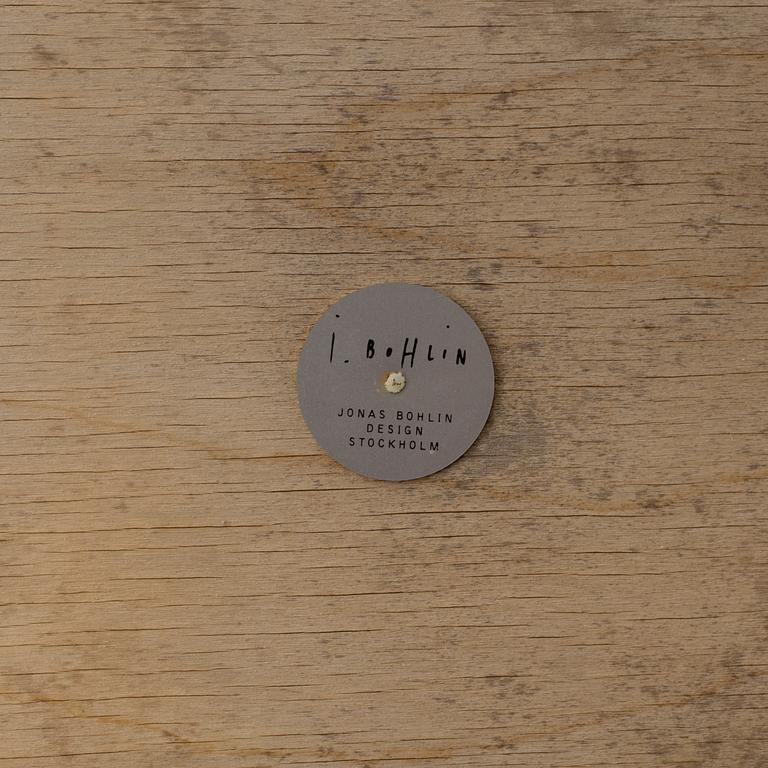 j. BOHLIN
JONAS BOHLIN
DESIGN
STOCKHOLM